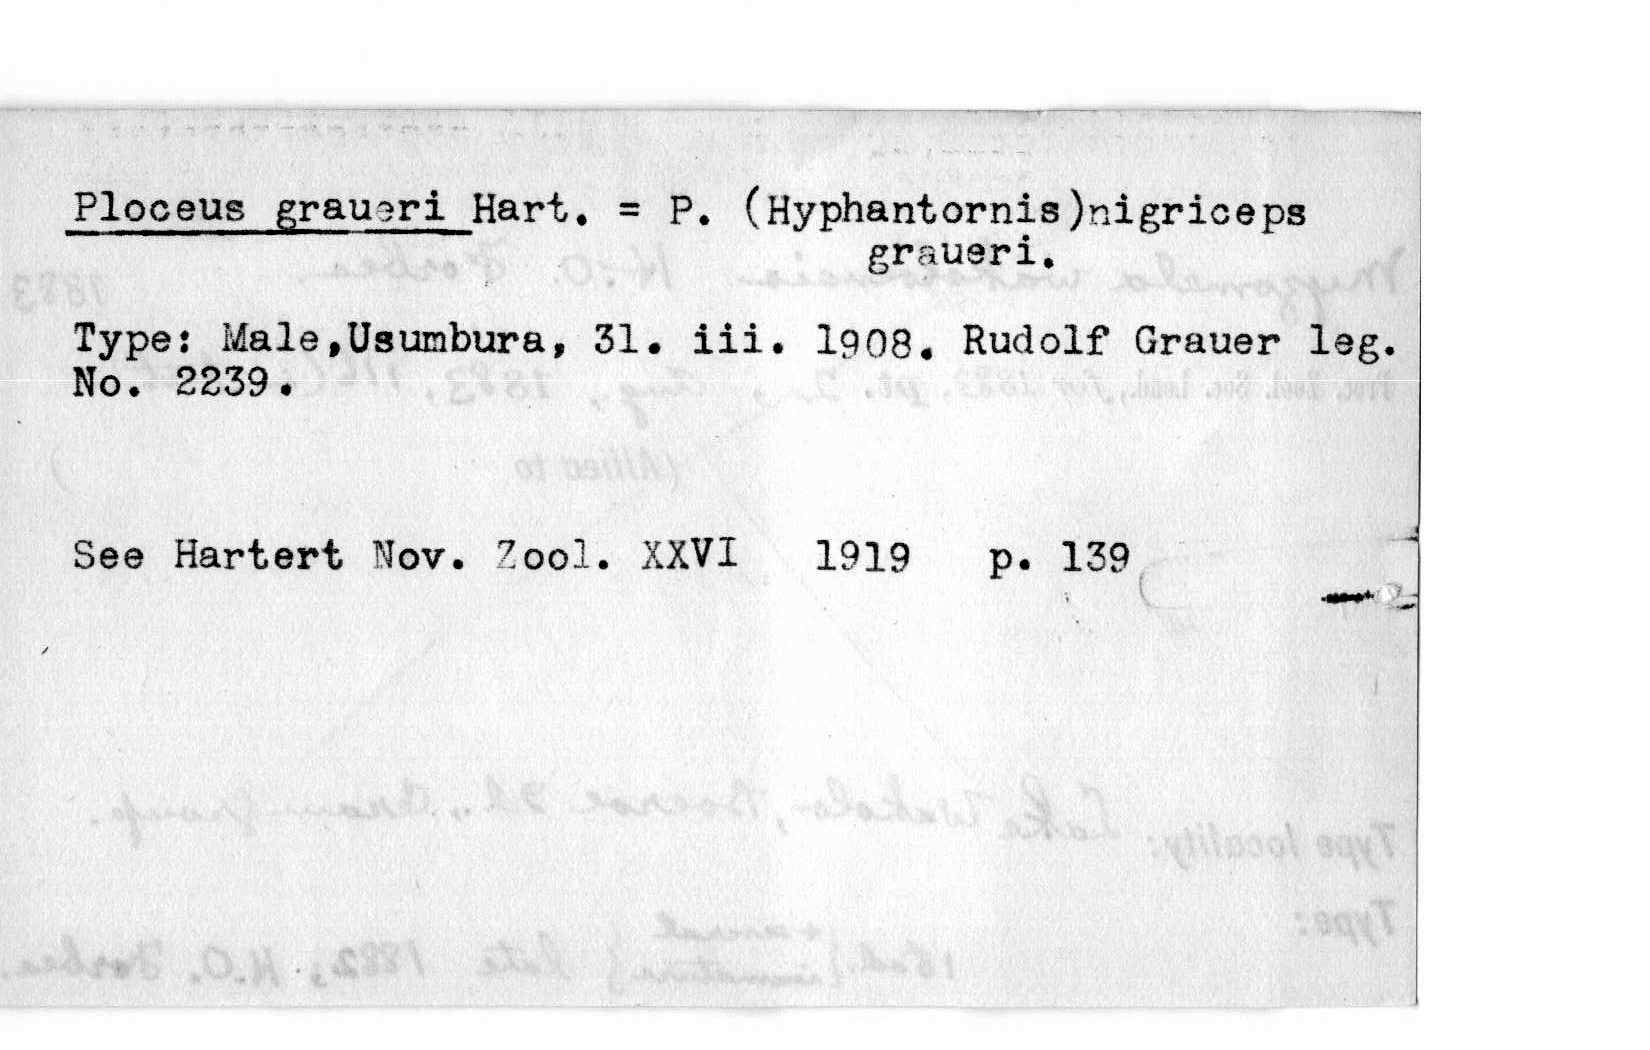 Ploceus graueri Hart. = P. (Hyphantornis)nigriceps
graueri.
Type: Male,Usumbura, 31. iii. 1908. Rudolf Grauer leg.
No. 2239.
See Hartert Nov. Zool. XXVI 1919 p. 139